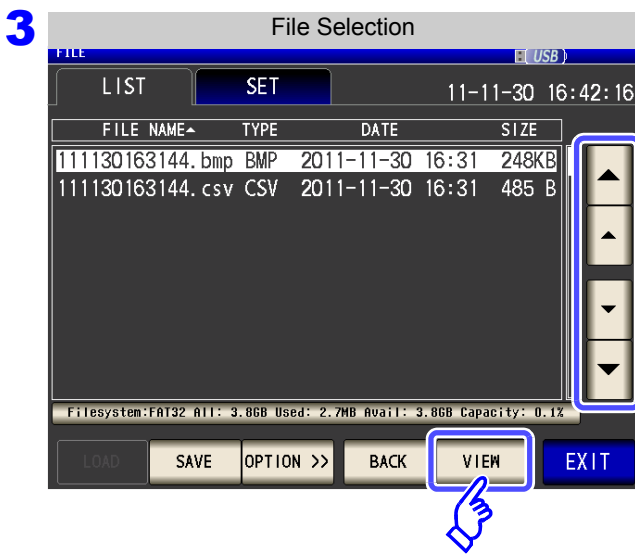 3
File Selection
FILE USB
LIST SET 11-11-30 16:42:16
FILE NAME▲ TYPE DATE SIZE
111130163144.bmp BMP 2011-11-30 16:31 248KB
111130163144.csv CSV 2011-11-30 16:31 485 B
Filesystem:FAT32 All: 3.8GB Used: 2.7MB Avail: 3.8GB Capacity: 0.1%
LOAD SAVE OPTION >> BACK VIEW EXIT